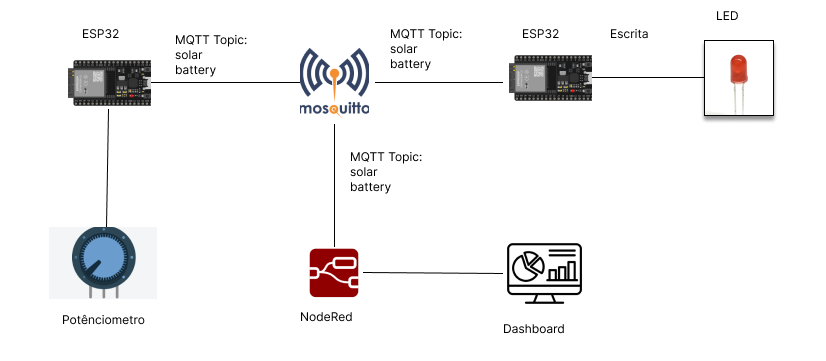 LED
ESP32
MQTT Topic:
solar
battery
MQTT Topic:
solar
battery
ESP32
Escrita
mosquitto
MQTT Topic:
solar
battery
Potênciometro
NodeRed
Dashboard